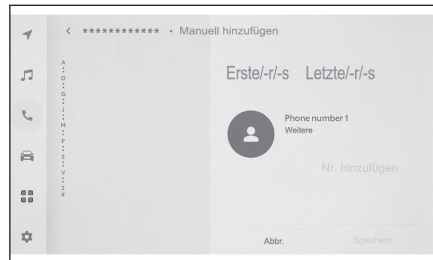 < ************ • Manuell hinzufügen
A
D
G
J
M
P
S
V
Z
#
Erste/-r/-s Letzte/-r/-s
Phone number 1
Weitere
Nr. hinzufügen
Abbr. Speichern